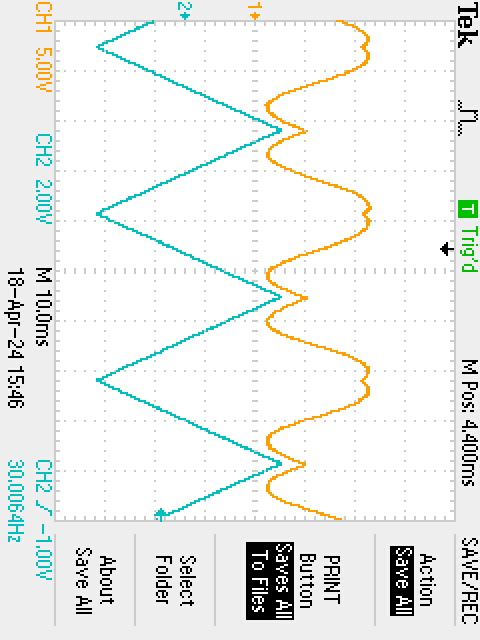 Tek
T Trig'd
M Pos: 4.400ms
SAVE/REC
Action
Save All
PRINT
Button
Saves All
To Files
Select
Folder
About
Save All
1
2
CH1 5.00V
CH2 2.00V
M 10.0ms
CH2 / -1.00V
18-Apr-24 15:46
30.0064Hz